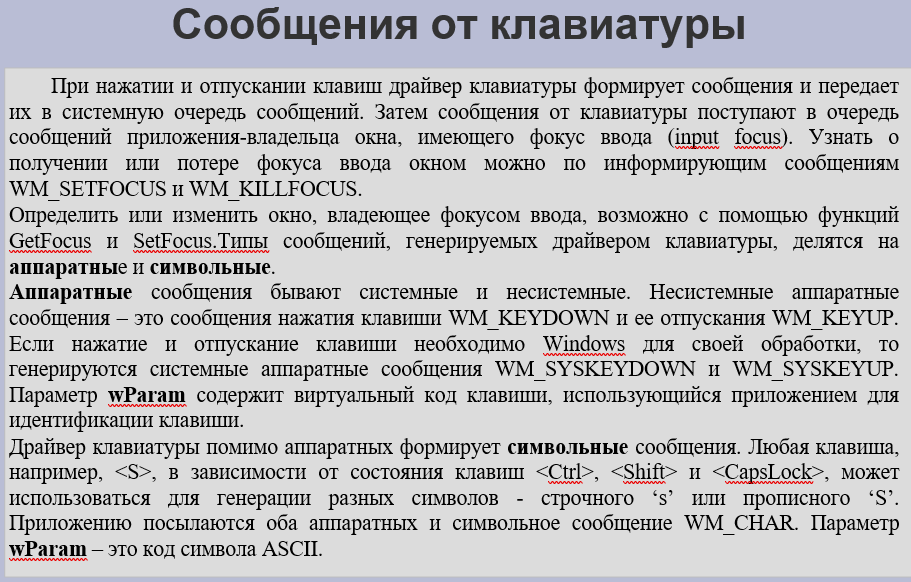 Сообщения от клавиатуры
При нажатии и отпускании клавиш драйвер клавиатуры формирует сообщения и передает
их в системную очередь сообщений. Затем сообщения от клавиатуры поступают в очередь
сообщений приложения-владельца окна, имеющего фокус ввода (input focus). Узнать о
получении или потере фокуса ввода окном можно по информирующим сообщениям
WM_SETFOCUS и WM_KILLFOCUS.
Определить или изменить окно, владеющее фокусом ввода, возможно с помощью функций
GetFocus и SetFocus.Типы сообщений, генерируемых драйвером клавиатуры, делятся на
аппаратные и символьные.
Аппаратные сообщения бывают системные и несистемные. Несистемные аппаратные
сообщения – это сообщения нажатия клавиши WM_KEYDOWN и ее отпускания WM_KEYUP.
Если нажатие и отпускание клавиши необходимо Windows для своей обработки, то
генерируются системные аппаратные сообщения WM_SYSKEYDOWN и WM_SYSKEYUP.
Параметр wParam содержит виртуальный код клавиши, использующийся приложением для
идентификации клавиши.
Драйвер клавиатуры помимо аппаратных формирует символьные сообщения. Любая клавиша,
например, <S>, в зависимости от состояния клавиш <Ctrl>, <Shift> и <CapsLock>, может
использоваться для генерации разных символов - строчного ‘s’ или прописного ‘S’.
Приложению посылаются оба аппаратных и символьное сообщение WM_CHAR. Параметр
wParam – это код символа ASCII.